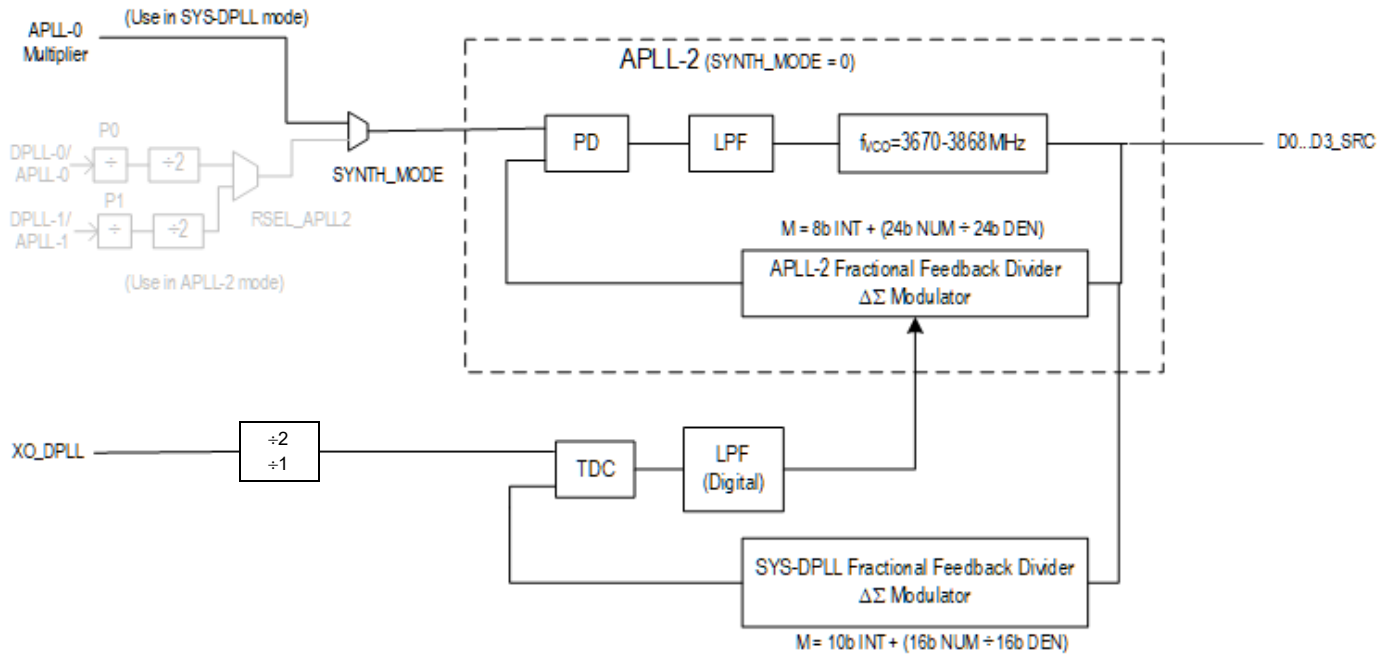 (Use in SYS-DPLL mode)
APLL-0
Multiplier
APLL-2 (SYNTH_MODE = 0)
P0
DPLL-0/
APLL-0
÷
÷2
PD
LPF
fVCO=3670-3868MHz
D0...D3_SRC
SYNTH_MODE
P1
DPLL-1/
APLL-1
÷
÷2
RSEL_APLL2
(Use in APLL-2 mode)
M = 8b INT + (24b NUM ÷ 24b DEN)
APLL-2 Fractional Feedback Divider
ΔΣ Modulator
XO_DPLL
÷2
÷1
TDC
LPF
(Digital)
SYS-DPLL Fractional Feedback Divider
ΔΣ Modulator
M = 10b INT + (16b NUM ÷ 16b DEN)